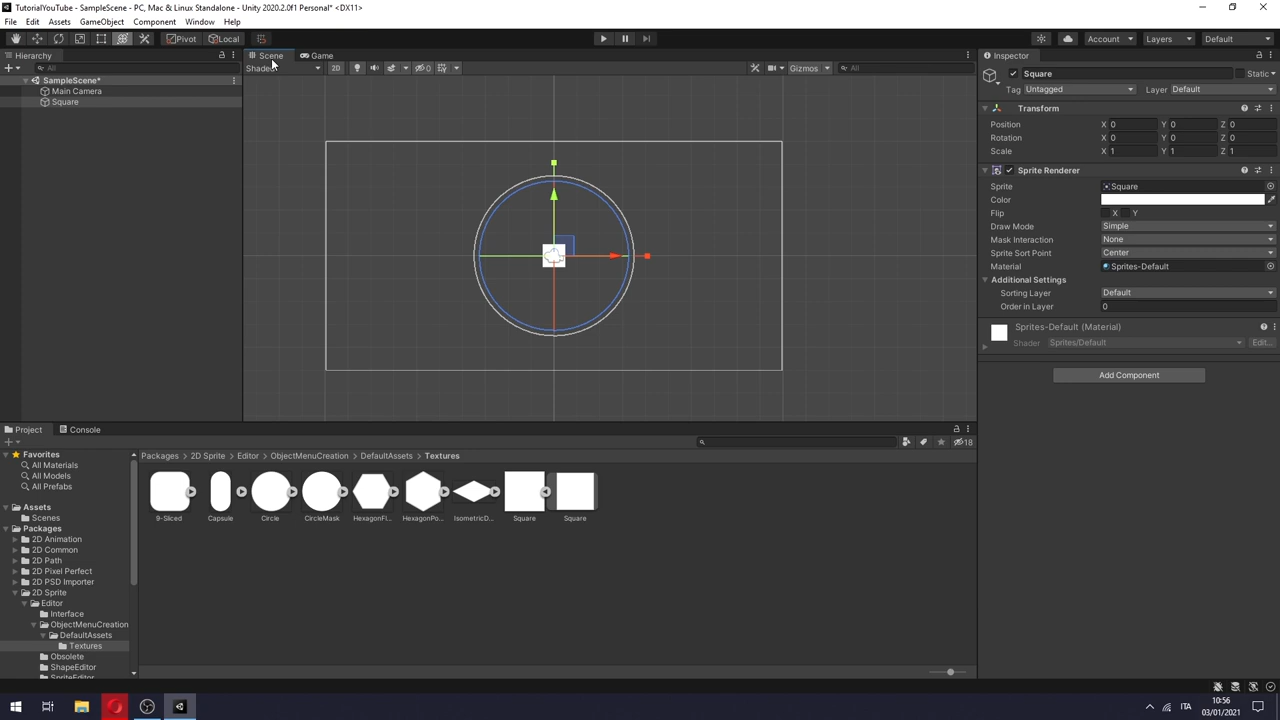 TutorialYouTube - SampleScene - PC, Mac & Linux Standalone - Unity 2020.2.0f1 Personal* <DX11>
File Edit Assets GameObject Component Window Help
Pivot Local Account Layers Default
Hierarchy
All
SampleScene*
Main Camera
Square
Scene Game
Shaded 2D 0 Gizmos All
Inspector
Square Static
Tag Untagged Layer Default
Transform
Position X 0 Y 0 Z 0
Rotation X 0 Y 0 Z 0
Scale X 1 Y 1 Z 1
Sprite Renderer
Sprite Square
Color
Flip X Y
Draw Mode Simple
Mask Interaction None
Sprite Sort Point Center
Material Sprites-Default
Additional Settings
Sorting Layer Default
Order in Layer 0
Sprites-Default (Material)
Shader Sprites/Default Edit...
Add Component
Project Console
18
Favorites
All Materials
All Models
All Prefabs
Assets
Scenes
Packages
2D Animation
2D Common
2D Path
2D Pixel Perfect
2D PSD Importer
2D Sprite
Editor
Interface
ObjectMenuCreation
DefaultAssets
Textures
Obsolete
ShapeEditor
SpriteEditor
Packages > 2D Sprite > Editor > ObjectMenuCreation > DefaultAssets > Textures
9-Sliced Capsule Circle CircleMask HexagonFl... HexagonPo... IsometricD... Square Square
ITA
10:56
03/01/2021